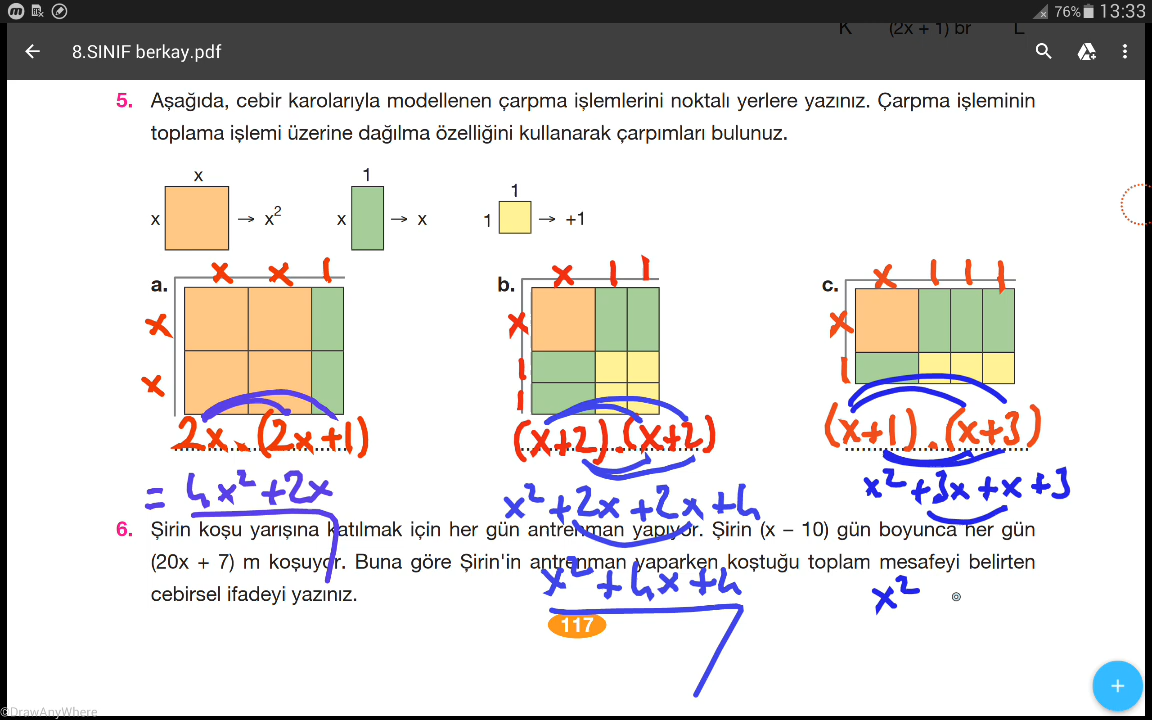 76% 13:33
K (2x + 1) br L
8.SINIF berkay.pdf
5. Aşağıda, cebir karolarıyla modellenen çarpma işlemlerini noktalı yerlere yazınız. Çarpma işleminin
toplama işlemi üzerine dağılma özelliğini kullanarak çarpımları bulunuz.
x 1 1
x → x² x → x 1 → +1
a. x x 1 b. x 1 1 c. x 1 1 1
x x x
x 1 1
1
2x.(2x+1) (x+2).(x+2) (x+1).(x+3)
= 4x²+2x x²+2x+2x+4 x²+3x+x+3
6. Şirin koşu yarışına katılmak için her gün antrenman yapıyor. Şirin (x – 10) gün boyunca her gün
(20x + 7) m koşuyor. Buna göre Şirin'in antrenman yaparken koştuğu toplam mesafeyi belirten
cebirsel ifadeyi yazınız.
x²+4x+4 x²
117
+
©DrawAnyWhere